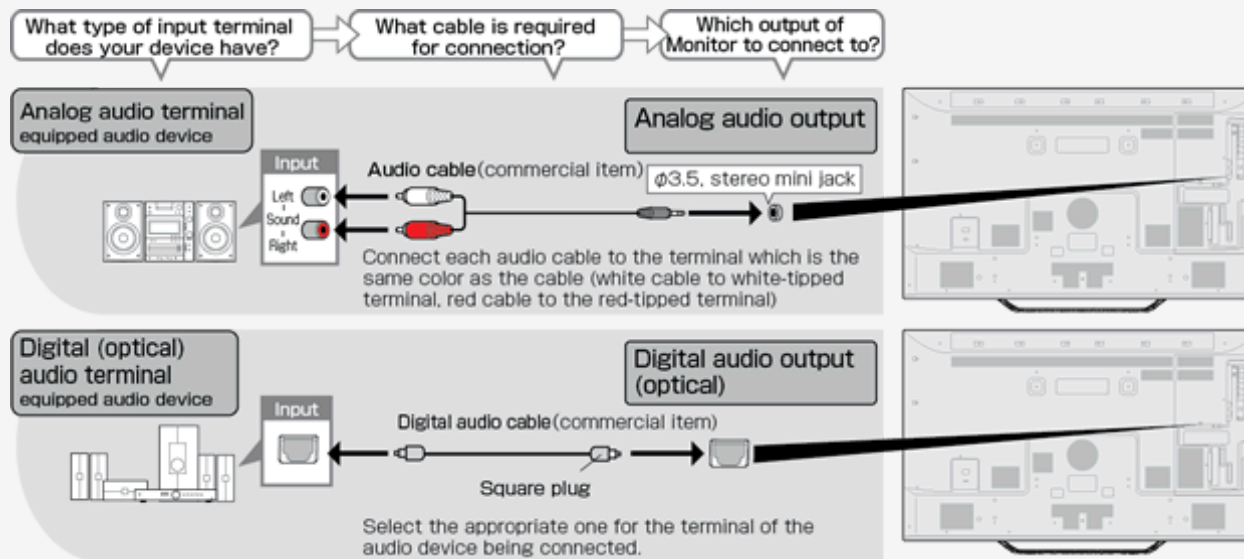 What type of input terminal
does your device have?
What cable is required
for connection?
Which output of
Monitor to connect to?
Analog audio terminal
equipped audio device
Analog audio output
Input
Left
Sound
Right
Audio cable(commercial item)
φ3.5, stereo mini jack
Connect each audio cable to the terminal which is the
same color as the cable (white cable to white-tipped
terminal, red cable to the red-tipped terminal)
Digital (optical)
audio terminal
equipped audio device
Digital audio output
(optical)
Input
Digital audio cable(commercial item)
Square plug
Select the appropriate one for the terminal of the
audio device being connected.